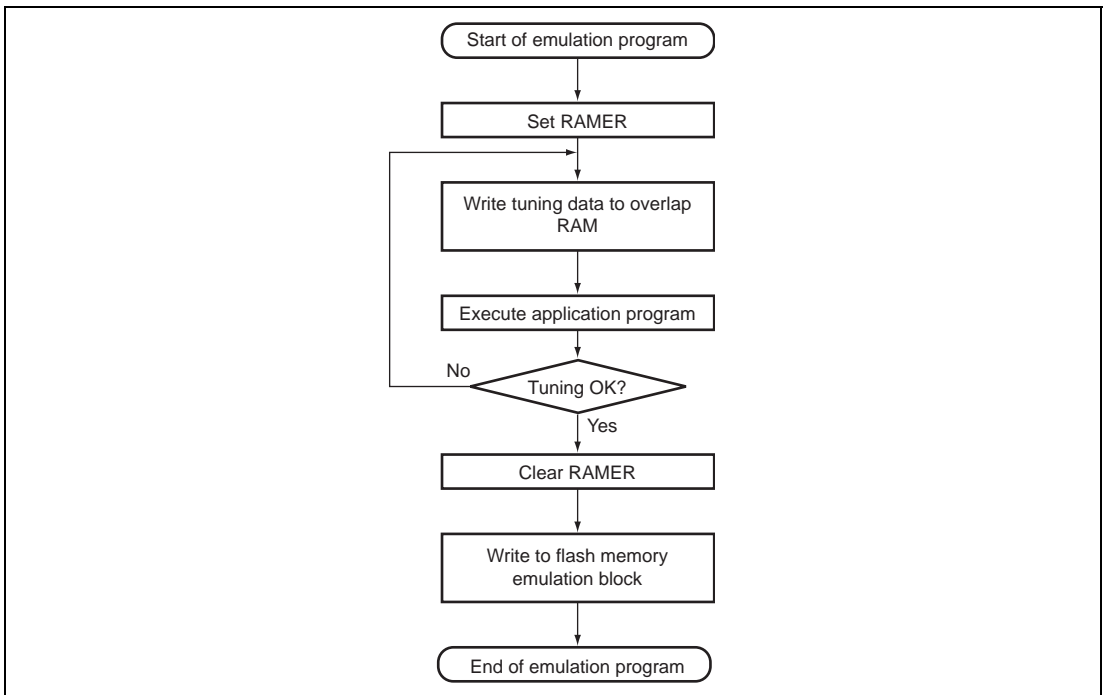 Start of emulation program
Set RAMER
Write tuning data to overlap
RAM
Execute application program
No
Tuning OK?
Yes
Clear RAMER
Write to flash memory
emulation block
End of emulation program